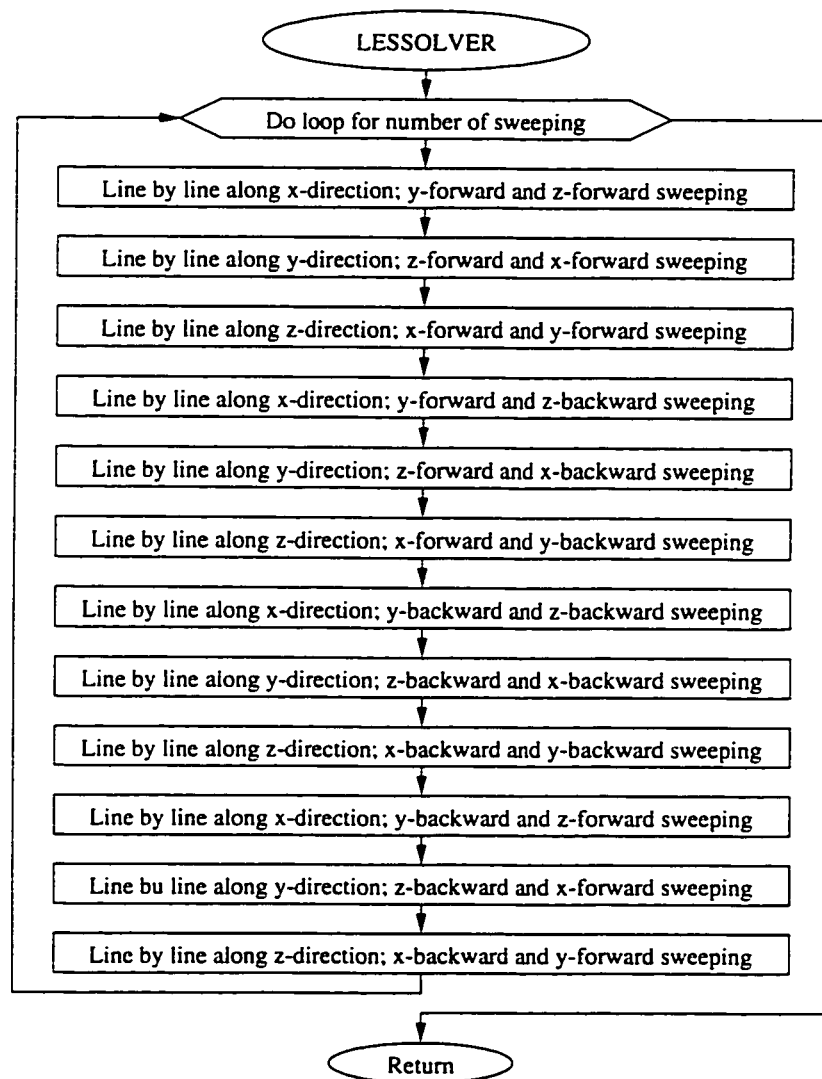 LESSOLVER
Do loop for number of sweeping
Line by line along x-direction; y-forward and z-forward sweeping
Line by line along y-direction; z-forward and x-forward sweeping
Line by line along z-direction; x-forward and y-forward sweeping
Line by line along x-direction; y-forward and z-backward sweeping
Line by line along y-direction; z-forward and x-backward sweeping
Line by line along z-direction; x-forward and y-backward sweeping
Line by line along x-direction; y-backward and z-backward sweeping
Line by line along y-direction; z-backward and x-backward sweeping
Line by line along z-direction; x-backward and y-backward sweeping
Line by line along x-direction; y-backward and z-forward sweeping
Line bu line along y-direction; z-backward and x-forward sweeping
Line by line along z-direction; x-backward and y-forward sweeping
Return